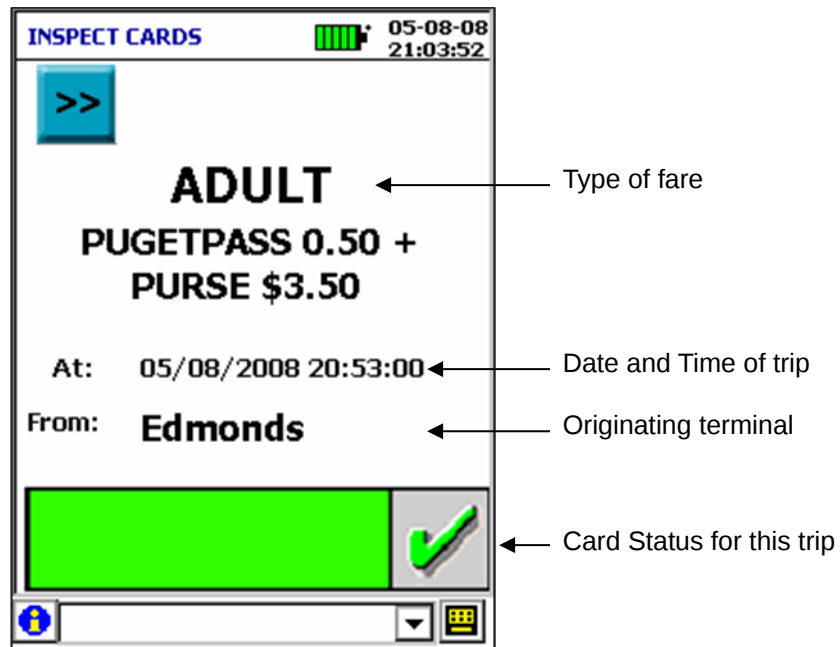 INSPECT CARDS
05-08-08
21:03:52
>>
ADULT
Type of fare
PUGETPASS 0.50 +
PURSE $3.50
At: 05/08/2008 20:53:00
Date and Time of trip
From: Edmonds
Originating terminal
Card Status for this trip